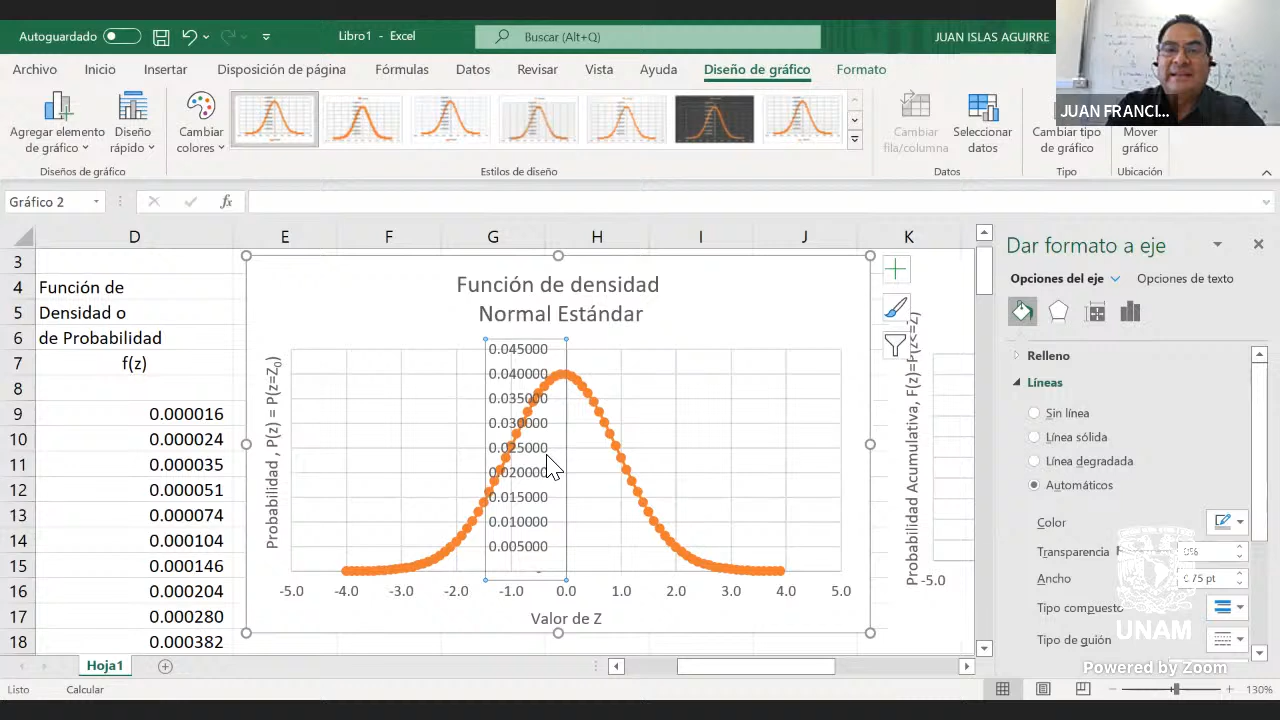 Autoguardado
Libro1 - Excel
Buscar (Alt+Q)
JUAN ISLAS AGUIRRE
JUAN FRANCI...
Archivo
Inicio
Insertar
Disposición de página
Fórmulas
Datos
Revisar
Vista
Ayuda
Diseño de gráfico
Formato
Agregar elemento
de gráfico
Diseño
rápido
Cambiar
colores
Cambiar
fila/columna
Seleccionar
datos
Cambiar tipo
de gráfico
Mover
gráfico
Diseños de gráfico
Estilos de diseño
Datos
Tipo
Ubicación
Gráfico 2
fx
D
E
F
G
H
I
J
K
3
4 Función de
5 Densidad o
6 de Probabilidad
7 f(z)
8
9 0.000016
10 0.000024
11 0.000035
12 0.000051
13 0.000074
14 0.000104
15 0.000146
16 0.000204
17 0.000280
18 0.000382
Función de densidad
Normal Estándar
Probabilidad , P(z) = P(z=Z0)
0.045000
0.040000
0.035000
0.030000
0.025000
0.020000
0.015000
0.010000
0.005000
-
-5.0
-4.0
-3.0
-2.0
-1.0
0.0
1.0
2.0
3.0
4.0
5.0
Valor de Z
Probabilidad Acumulativa, F(z)=P(z<=Z)
-5.0
Dar formato a eje
Opciones del eje
Opciones de texto
Relleno
Líneas
Sin línea
Línea sólida
Línea degradada
Automáticos
Color
Transparencia
0%
Ancho
0.75 pt
Tipo compuesto
Tipo de guión
UNAM
Powered by Zoom
Hoja1
Listo
Calcular
130%